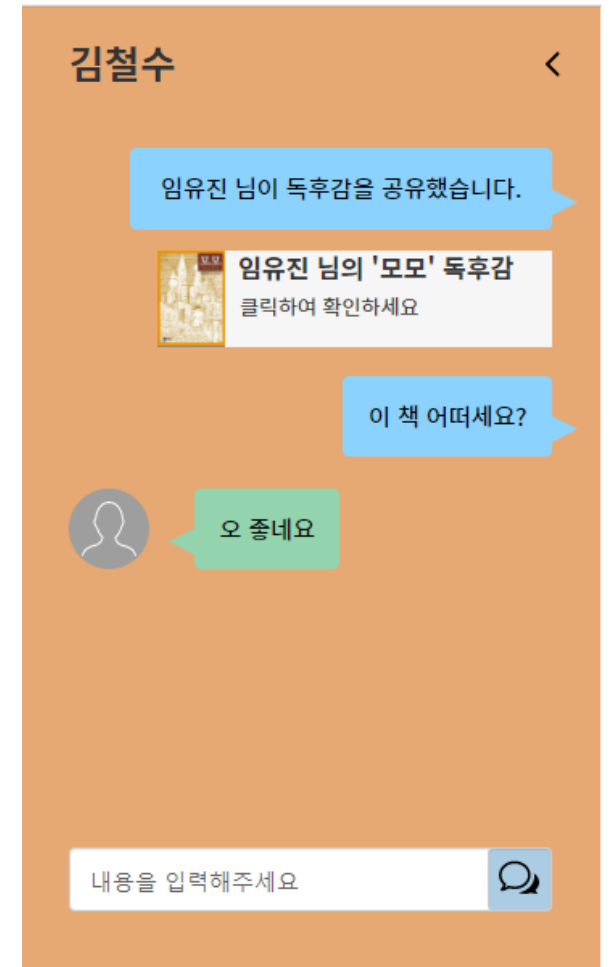 김철수
임유진 님이 독후감을 공유했습니다.
모모
임유진 님의 '모모' 독후감
클릭하여 확인하세요
이 책 어떠세요?
오 좋네요
내용을 입력해주세요